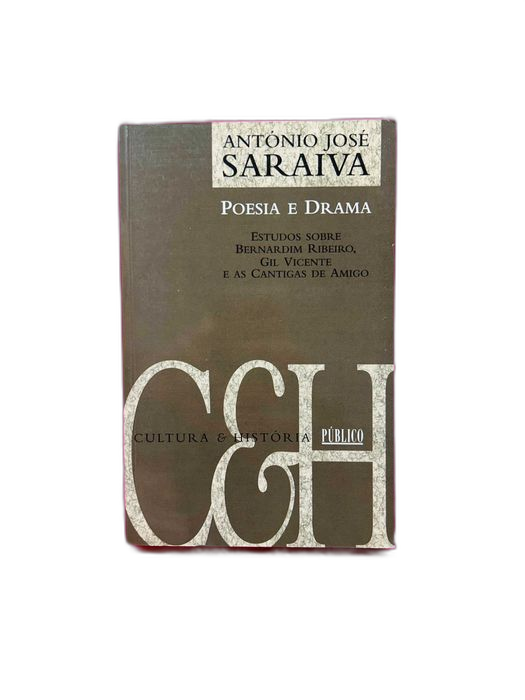 ANTÓNIO JOSÉ
SARAIVA
POESIA E DRAMA
ESTUDOS SOBRE
BERNARDIM RIBEIRO,
GIL VICENTE
E AS CANTIGAS DE AMIGO
C&H
CULTURA & HISTÓRIA PÚBLICO